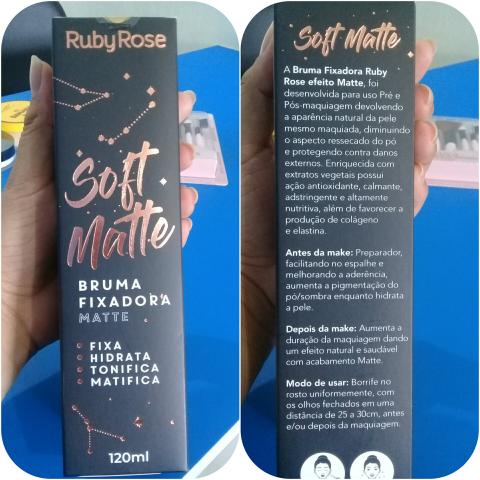 Ruby Rose
Soft
Matte
BRUMA
FIXADORA
MATTE
FIXA
HIDRATA
TONIFICA
MATIFICA
120ml
Soft Matte
A Bruma Fixadora Ruby
Rose efeito Matte, foi
desenvolvida para uso Pré e
Pós-maquiagem devolvendo
a aparência natural da pele
mesmo maquiada, diminuindo
o aspecto ressecado do pó
e protegendo contra danos
externos. Enriquecida com
extratos vegetais possui
ação antioxidante, calmante,
adstringente e altamente
nutritiva, além de favorecer a
produção de colágeno
e elastina.
Antes da make: Preparador,
facilitando no espalhe e
melhorando a aderência,
aumenta a pigmentação do
pó/sombra enquanto hidrata
a pele.
Depois da make: Aumenta a
duração da maquiagem dando
um efeito natural e saudável
com acabamento Matte.
Modo de usar: Borrife no
rosto uniformemente, com
os olhos fechados em uma
distância de 25 a 30cm, antes
e/ou depois da maquiagem.